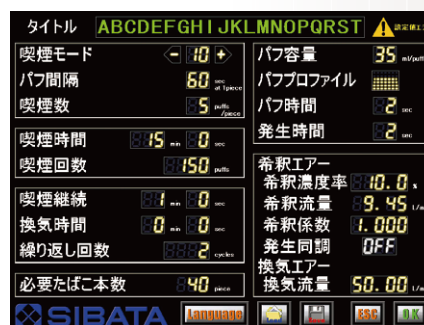 タイトル ABCDEFGHIJKLMNOPQRST
喫煙モード - 10 +
パフ間隔 60 sec at 1piece
喫煙数 5 puffs /piece
喫煙時間 15 min 0 sec
喫煙回数 150 puffs
喫煙継続 1 min 0 sec
換気時間 0 min 0 sec
繰り返し回数 2 cycles
必要たばこ本数 40 piece
パフ容量 35 ml/puff
パフプロファイル
パフ時間 2 sec
発生時間 2 sec
希釈エアー
希釈濃度率 10.0 %
希釈流量 9.45 L/m
希釈係数 1.000
発生同調 OFF
換気エアー
換気流量 50.00 L/m
SIBATA Language ESC OK